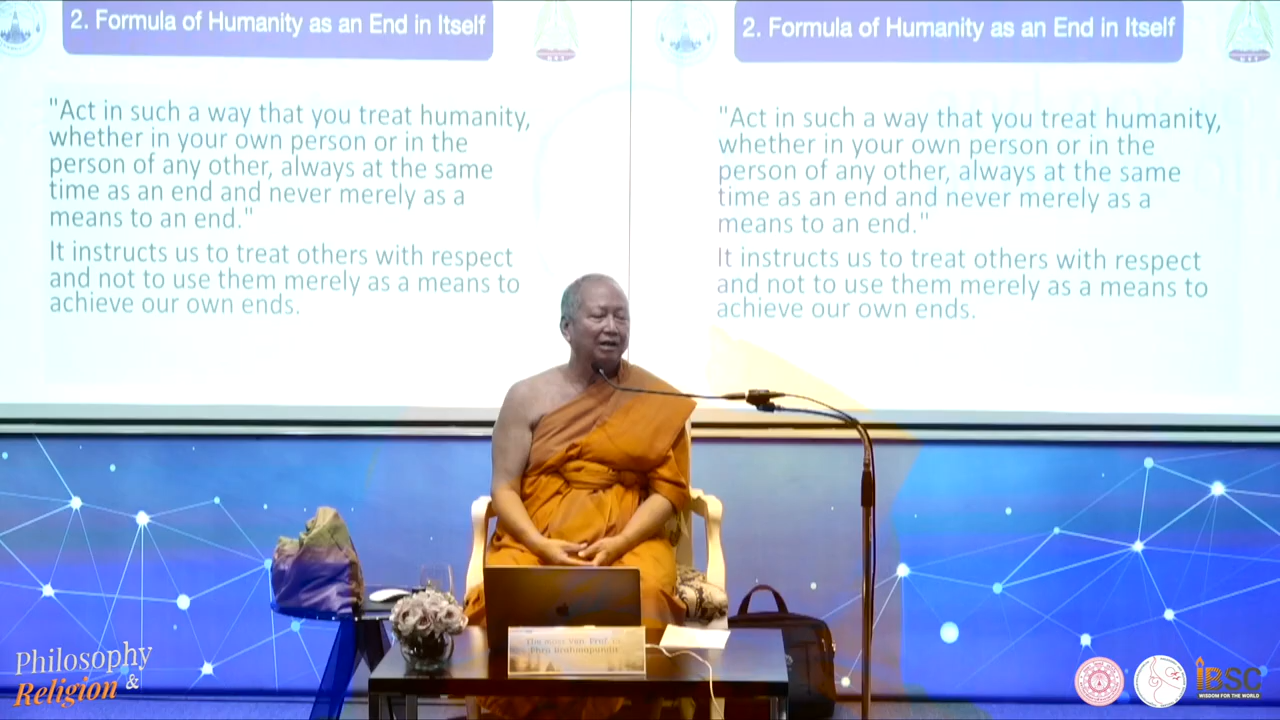 2. Formula of Humanity as an End in Itself
"Act in such a way that you treat humanity,
whether in your own person or in the
person of any other, always at the same
time as an end and never merely as a
means to an end."
It instructs us to treat others with respect
and not to use them merely as a means to
achieve our own ends.
2. Formula of Humanity as an End in Itself
"Act in such a way that you treat humanity,
whether in your own person or in the
person of any other, always at the same
time as an end and never merely as a
means to an end."
It instructs us to treat others with respect
and not to use them merely as a means to
achieve our own ends.
The Most Ven. Prof. Dr.
Phra Brahmapundit
Philosophy
& Religion
IBSC
WISDOM FOR THE WORLD